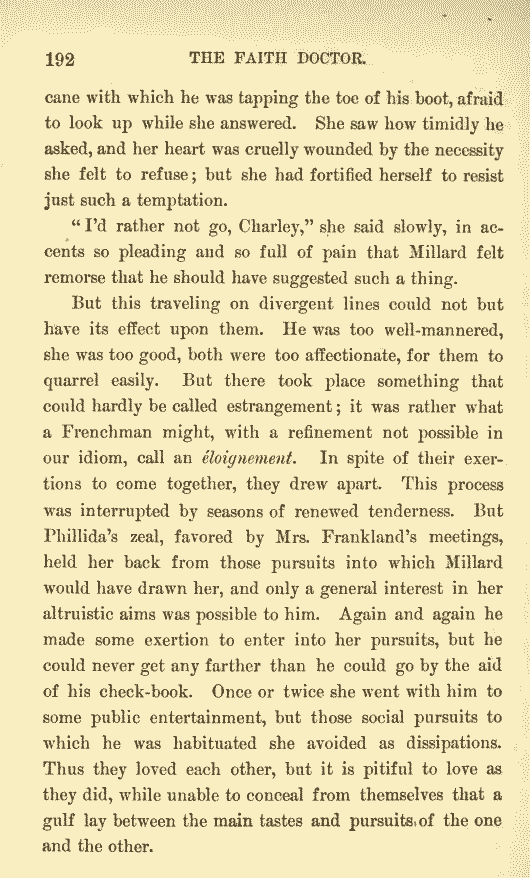 192 THE FAITH DOCTOR.
cane with which he was tapping the toe of his boot, afraid
to look up while she answered. She saw how timidly he
asked, and her heart was cruelly wounded by the necessity
she felt to refuse; but she had fortified herself to resist
just such a temptation.
“I’d rather not go, Charley,” she said slowly, in ac-
cents so pleading and so full of pain that Millard felt
remorse that he should have suggested such a thing.
But this traveling on divergent lines could not but
have its effect upon them. He was too well-mannered,
she was too good, both were too affectionate, for them to
quarrel easily. But there took place something that
could hardly be called estrangement; it was rather what
a Frenchman might, with a refinement not possible in
our idiom, call an éloignement. In spite of their exer-
tions to come together, they drew apart. This process
was interrupted by seasons of renewed tenderness. But
Phillida’s zeal, favored by Mrs. Frankland’s meetings,
held her back from those pursuits into which Millard
would have drawn her, and only a general interest in her
altruistic aims was possible to him. Again and again he
made some exertion to enter into her pursuits, but he
could never get any farther than he could go by the aid
of his check-book. Once or twice she went with him to
some public entertainment, but those social pursuits to
which he was habituated she avoided as dissipations.
Thus they loved each other, but it is pitiful to love as
they did, while unable to conceal from themselves that a
gulf lay between the main tastes and pursuits of the one
and the other.